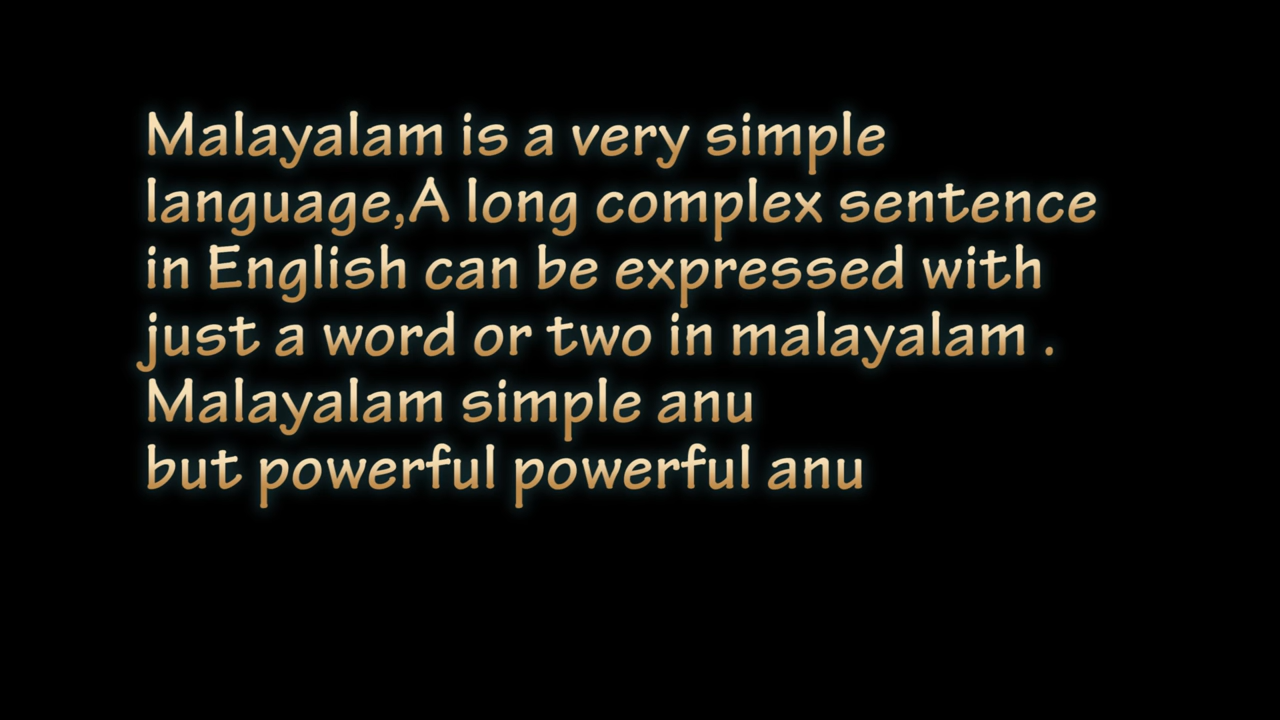 Malayalam is a very simple
language,A long complex sentence
in English can be expressed with
just a word or two in malayalam .
Malayalam simple anu
but powerful powerful anu